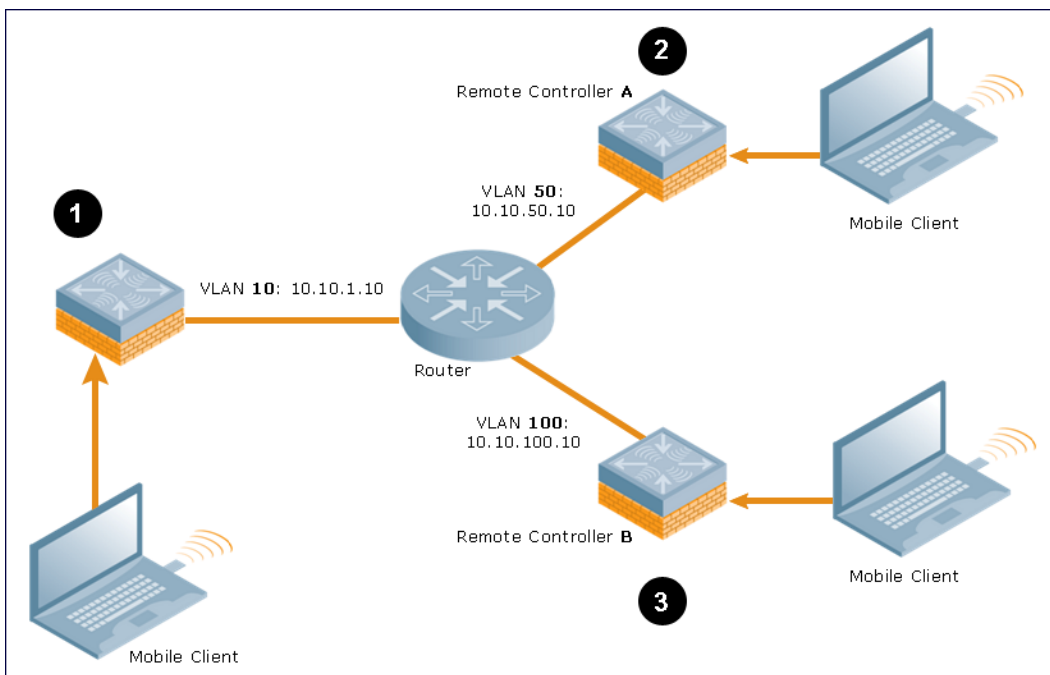 2
Remote Controller A
VLAN 50:
10.10.50.10
Mobile Client
1
VLAN 10: 10.10.1.10
Router
VLAN 100:
10.10.100.10
Remote Controller B
Mobile Client
3
Mobile Client